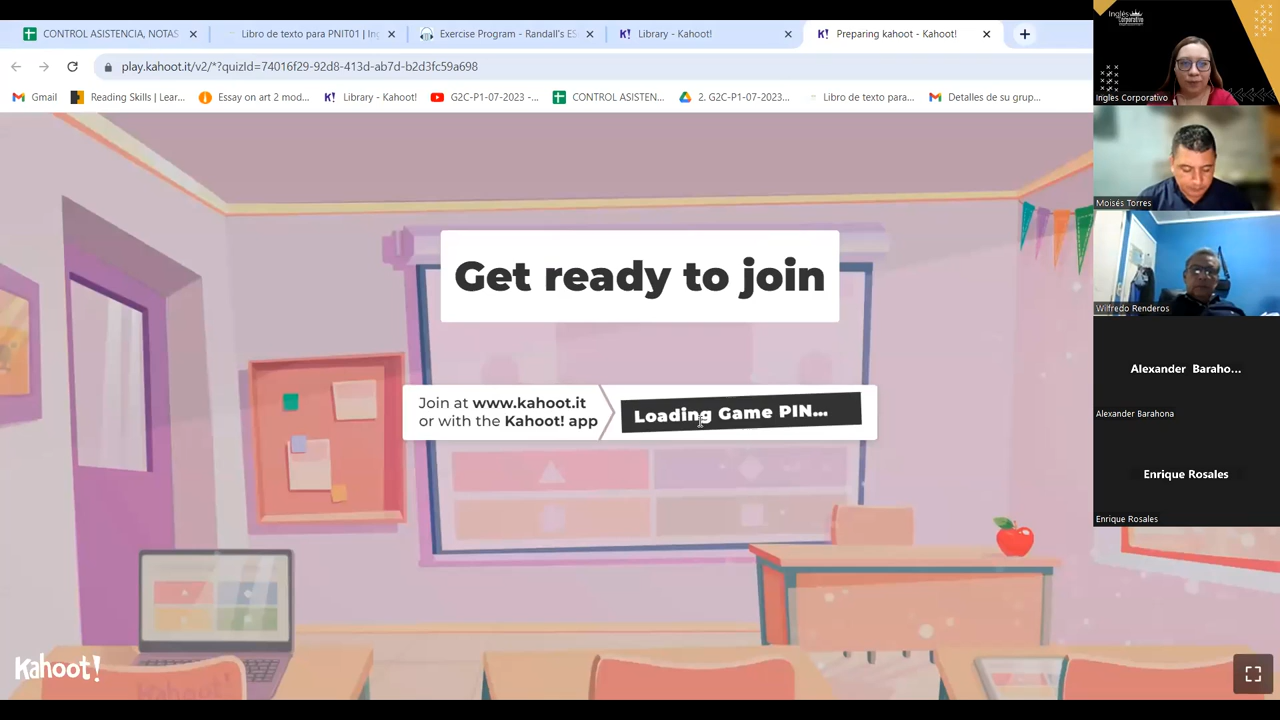 CONTROL ASISTENCIA, NOTAS
Libro de texto para PNIT01 | Ing
Exercise Program - Randall's ES
Library - Kahoot!
Preparing kahoot - Kahoot!
play.kahoot.it/v2/*?quizId=74016f29-92d8-413d-ab7d-b2d3fc59a698
Gmail
Reading Skills | Lear...
Essay on art 2 mod...
Library - Kahoot!
G2C-P1-07-2023 -...
CONTROL ASISTEN...
2. G2C-P1-07-2023...
Libro de texto para...
Detalles de su grup...
Get ready to join
Join at www.kahoot.it
or with the Kahoot! app
Loading Game PIN...
Kahoot!
Inglés
Corporativo
Ingles Corporativo
Moisés Torres
Wilfredo Renderos
Alexander Baraho...
Alexander Barahona
Enrique Rosales
Enrique Rosales